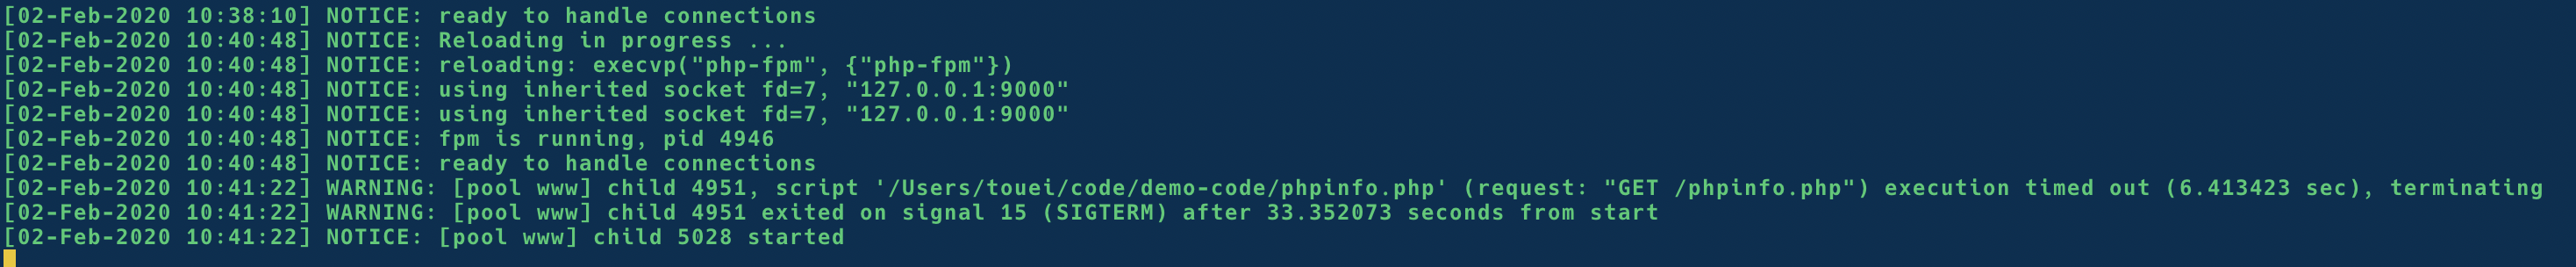 [02-Feb-2020 10:38:10] NOTICE: ready to handle connections
[02-Feb-2020 10:40:48] NOTICE: Reloading in progress ...
[02-Feb-2020 10:40:48] NOTICE: reloading: execvp("php-fpm", {"php-fpm"})
[02-Feb-2020 10:40:48] NOTICE: using inherited socket fd=7, "127.0.0.1:9000"
[02-Feb-2020 10:40:48] NOTICE: using inherited socket fd=7, "127.0.0.1:9000"
[02-Feb-2020 10:40:48] NOTICE: fpm is running, pid 4946
[02-Feb-2020 10:40:48] NOTICE: ready to handle connections
[02-Feb-2020 10:41:22] WARNING: [pool www] child 4951, script '/Users/touei/code/demo-code/phpinfo.php' (request: "GET /phpinfo.php") execution timed out (6.413423 sec), terminating
[02-Feb-2020 10:41:22] WARNING: [pool www] child 4951 exited on signal 15 (SIGTERM) after 33.352073 seconds from start
[02-Feb-2020 10:41:22] NOTICE: [pool www] child 5028 started